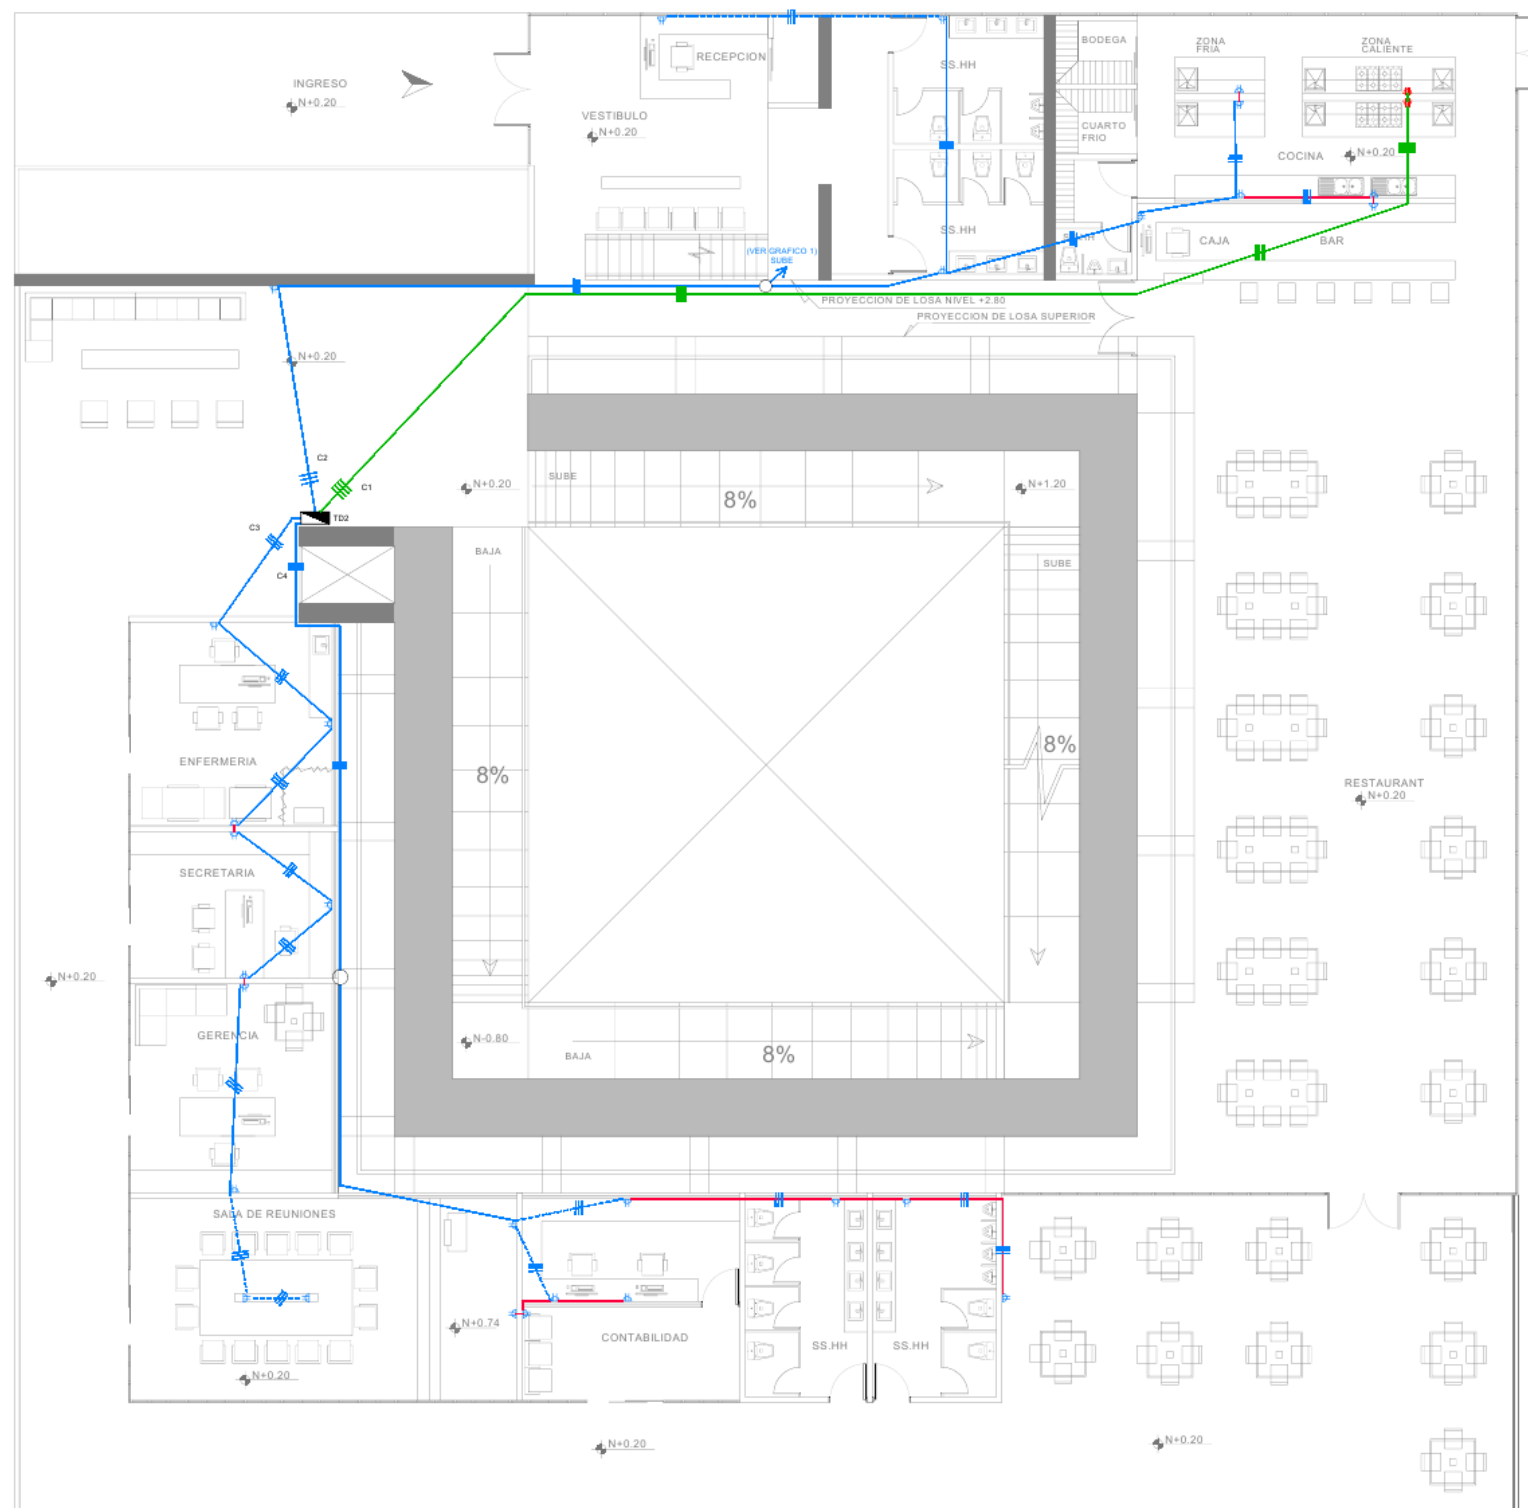 BODEGA
ZONA
FRIA
ZONA
CALIENTE
RECEPCION
SS.HH
INGRESO
N+0.20
VESTIBULO
N+0.20
CUARTO
FRIO
COCINA
N+0.20
SS.HH
CAJA
BAR
(VER GRAFICO 1)
SUBE
PROYECCION DE LOSA NIVEL +2.80
PROYECCION DE LOSA SUPERIOR
N+0.20
C2
C1
SUBE
N+0.20
8%
N+1.20
TD2
C3
C4
BAJA
SUBE
8%
8%
ENFERMERIA
RESTAURANT
N+0.20
SECRETARIA
N+0.20
GERENCIA
N-0.80
BAJA
8%
SALA DE REUNIONES
N+0.74
CONTABILIDAD
SS.HH
SS.HH
N+0.20
N+0.20
N+0.20